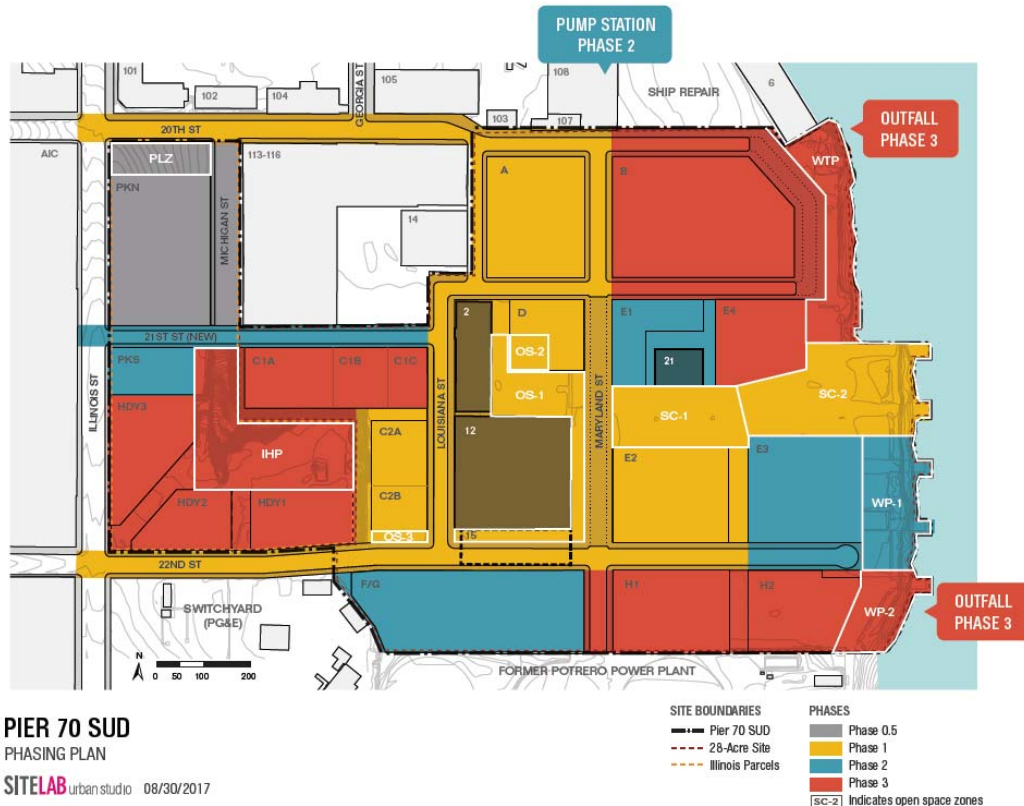 PUMP STATION
PHASE 2
OUTFALL
PHASE 3
101
102
104
GEORGIA ST
105
103
107
108
SHIP REPAIR
6
20TH ST
AIC
PLZ
PKN
MICHIGAN ST
113-116
14
A
B
WTP
21ST ST (NEW)
2
D
OS-2
OS-1
E1
21
E4
SC-1
SC-2
ILLINOIS ST
PKS
HDY3
C1A
C1B
C1C
IHP
HDY2
HDY1
C2A
C2B
OS-3
LOUISIANA ST
12
15
MARYLAND ST
E2
E3
WP-1
22ND ST
SWITCHYARD
(PG&E)
F/G
H1
H2
WP-2
OUTFALL
PHASE 3
FORMER POTRERO POWER PLANT
N
0 50 100 200
PIER 70 SUD
PHASING PLAN
SITELAB urban studio 08/30/2017
SITE BOUNDARIES
Pier 70 SUD
28-Acre Site
Illinois Parcels
PHASES
Phase 0.5
Phase 1
Phase 2
Phase 3
SC-2 Indicates open space zones